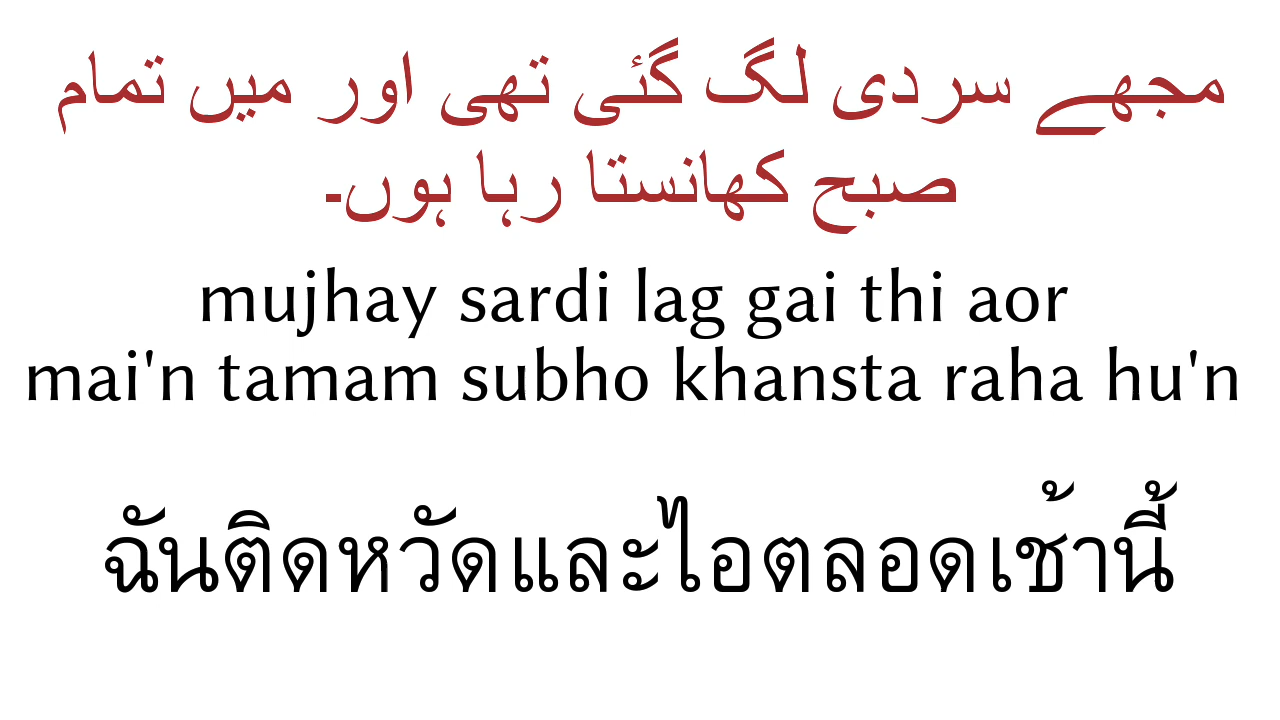 مجھے سردی لگ گئی تھی اور میں تمام
صبح کھانستا رہا ہوں۔
mujhay sardi lag gai thi aor
mai'n tamam subho khansta raha hu'n
ฉันติดหวัดและไอตลอดเช้านี้